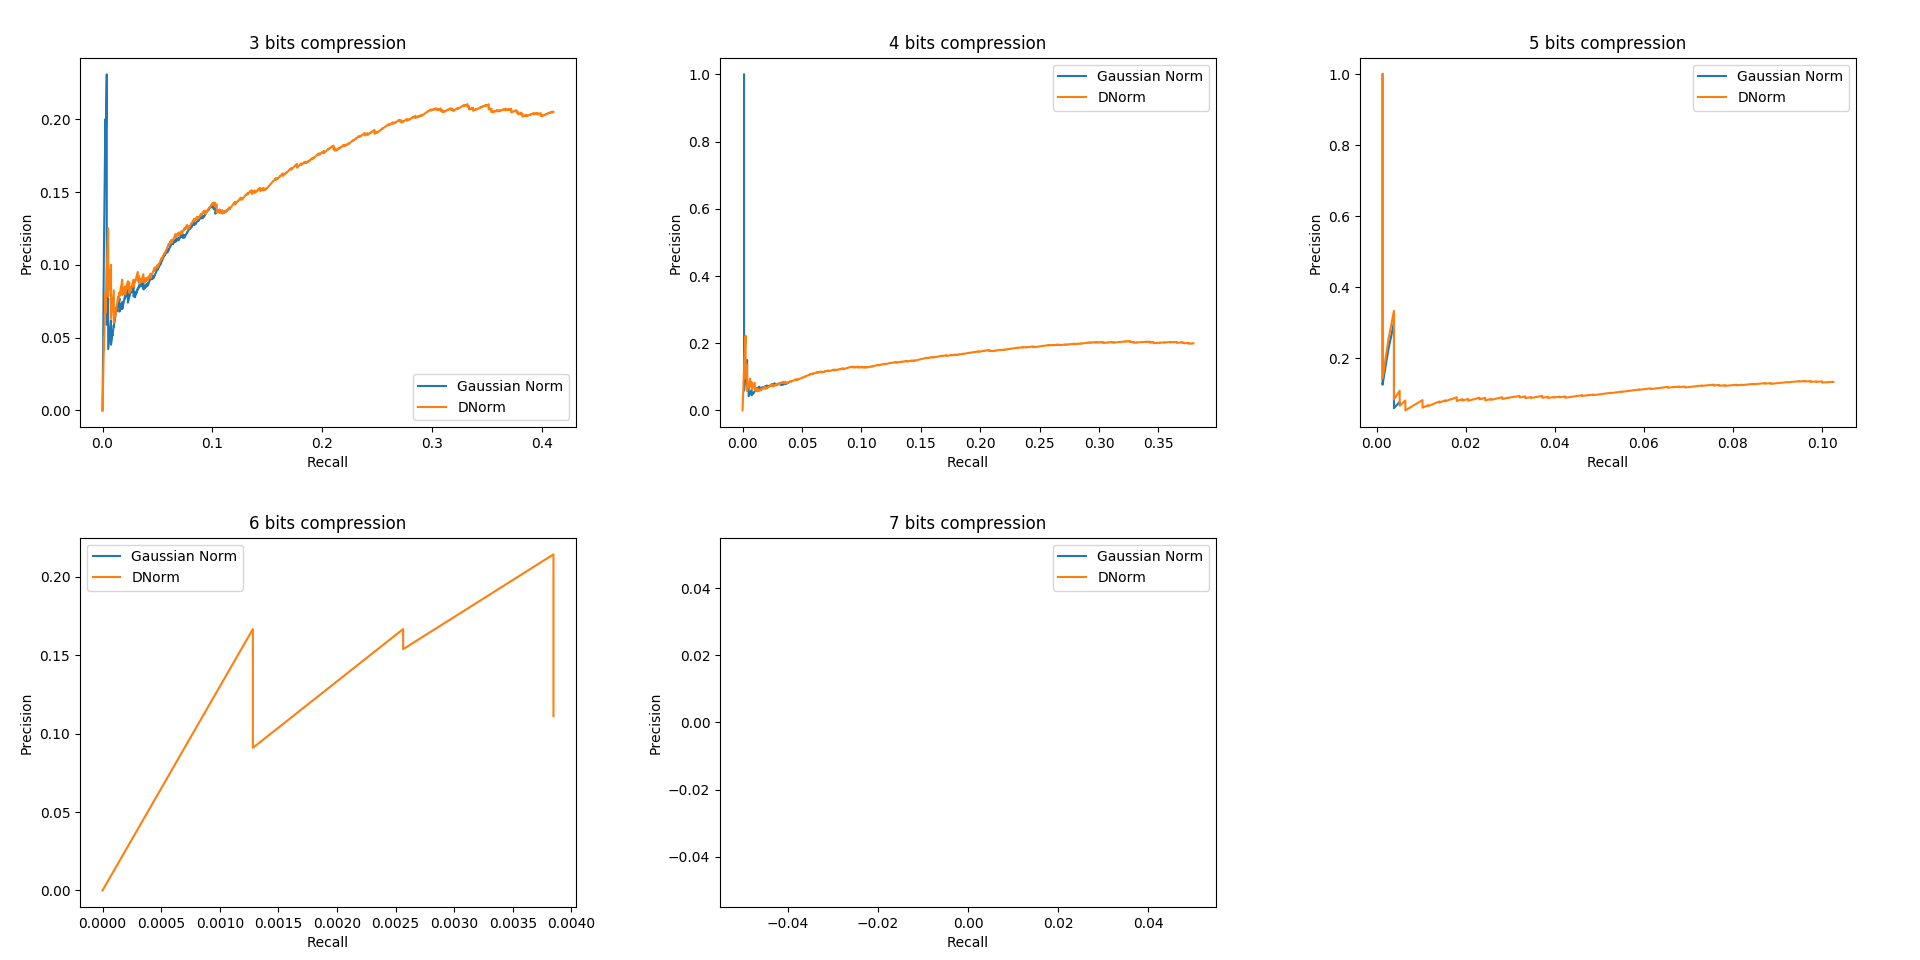 3 bits compression
0.20
0.15
0.10
0.05
0.00
Precision
0.0
0.1
0.2
0.3
0.4
Recall
Gaussian Norm
DNorm
4 bits compression
1.0
0.8
0.6
0.4
0.2
0.0
Precision
0.00
0.05
0.10
0.15
0.20
0.25
0.30
0.35
Recall
Gaussian Norm
DNorm
5 bits compression
1.0
0.8
0.6
0.4
0.2
Precision
0.00
0.02
0.04
0.06
0.08
0.10
Recall
Gaussian Norm
DNorm
6 bits compression
0.20
0.15
0.10
0.05
0.00
Precision
0.0000
0.0005
0.0010
0.0015
0.0020
0.0025
0.0030
0.0035
0.0040
Recall
Gaussian Norm
DNorm
7 bits compression
0.04
0.02
0.00
−0.02
−0.04
Precision
−0.04
−0.02
0.00
0.02
0.04
Recall
Gaussian Norm
DNorm